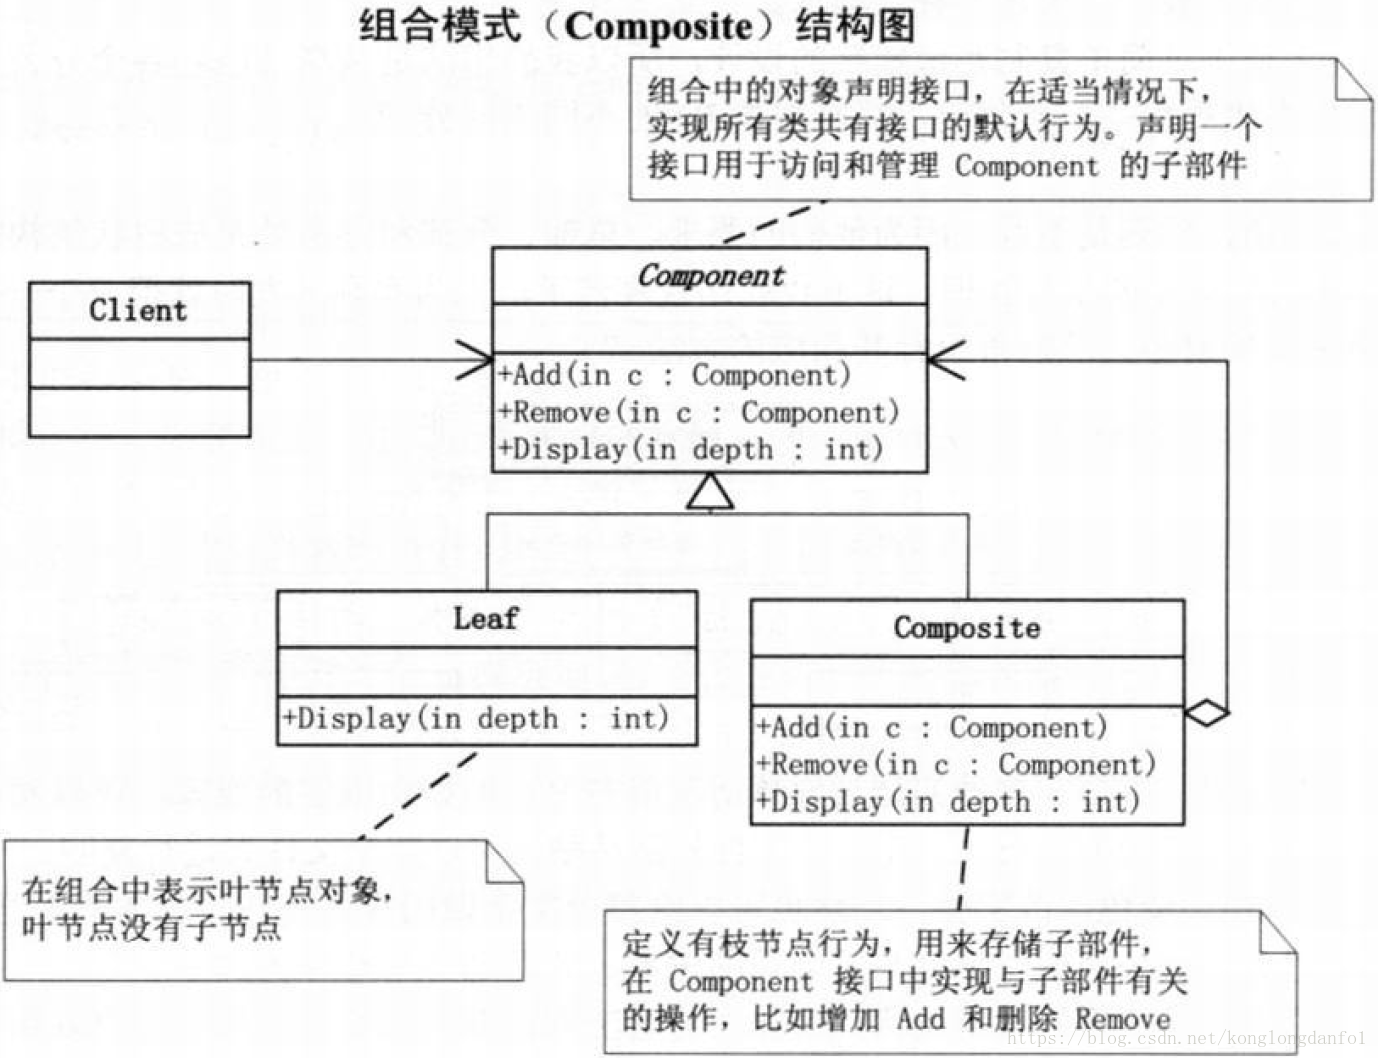 组合模式（Composite）结构图
组合中的对象声明接口，在适当情况下，
实现所有类共有接口的默认行为。声明一个
接口用于访问和管理 Component 的子部件
Component
+Add(in c : Component)
+Remove(in c : Component)
+Display(in depth : int)
Client
Leaf
+Display(in depth : int)
Composite
+Add(in c : Component)
+Remove(in c : Component)
+Display(in depth : int)
在组合中表示叶节点对象，
叶节点没有子节点
定义有枝节点行为，用来存储子部件，
在 Component 接口中实现与子部件有关
的操作，比如增加 Add 和删除 Remove
https://blog.csdn.net/konglongdanfo1